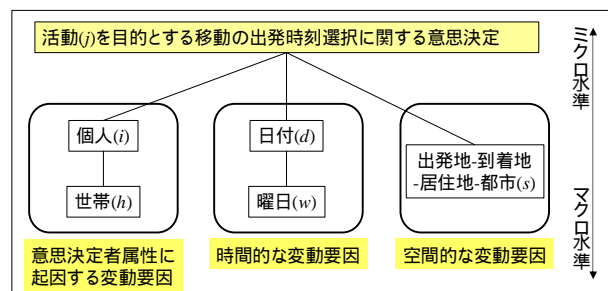 活動(j)を目的とする移動の出発時刻選択に関する意思決定
個人(i)
世帯(h)
意思決定者属性に
起因する変動要因
日付(d)
曜日(w)
時間的な変動要因
出発地-到着地
-居住地-都市(s)
空間的な変動要因
ミクロ水準
マクロ水準